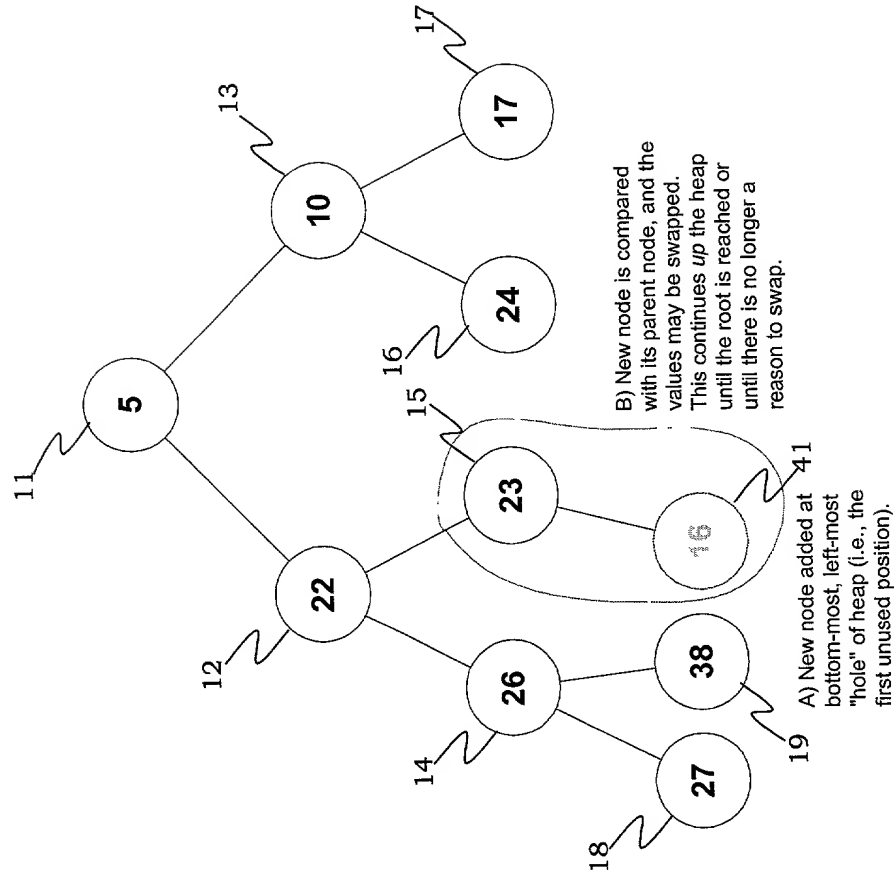 11
5
13
10
17
17
16
24
12
22
15
23
14
26
41
16
19
38
18
27
A) New node added at
bottom-most, left-most
"hole" of heap (i.e., the
first unused position).
B) New node is compared
with its parent node, and the
values may be swapped.
This continues up the heap
until the root is reached or
until there is no longer a
reason to swap.